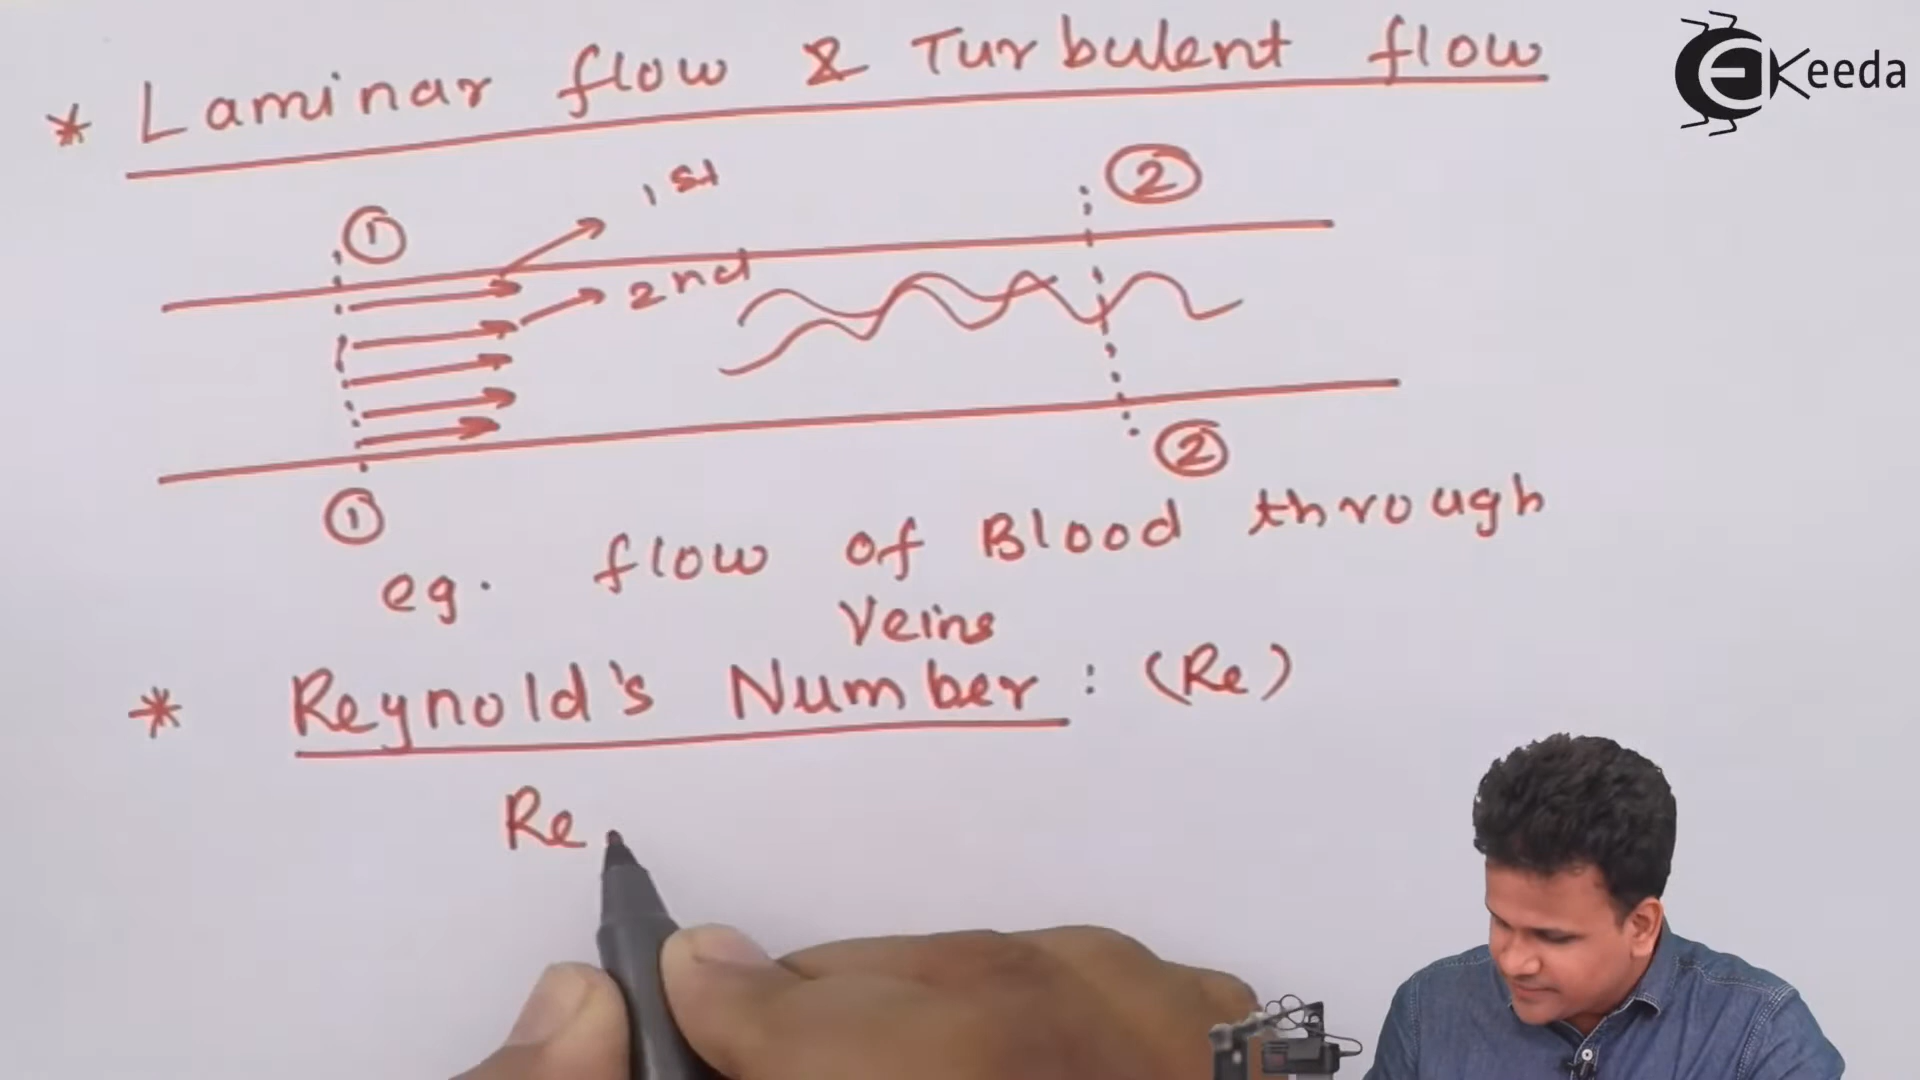 * Laminar flow & Turbulent flow
EKeeda
1st
2
1
2nd
1
2
eg. flow of Blood through
Veins
* Reynold's Number : (Re)
Re